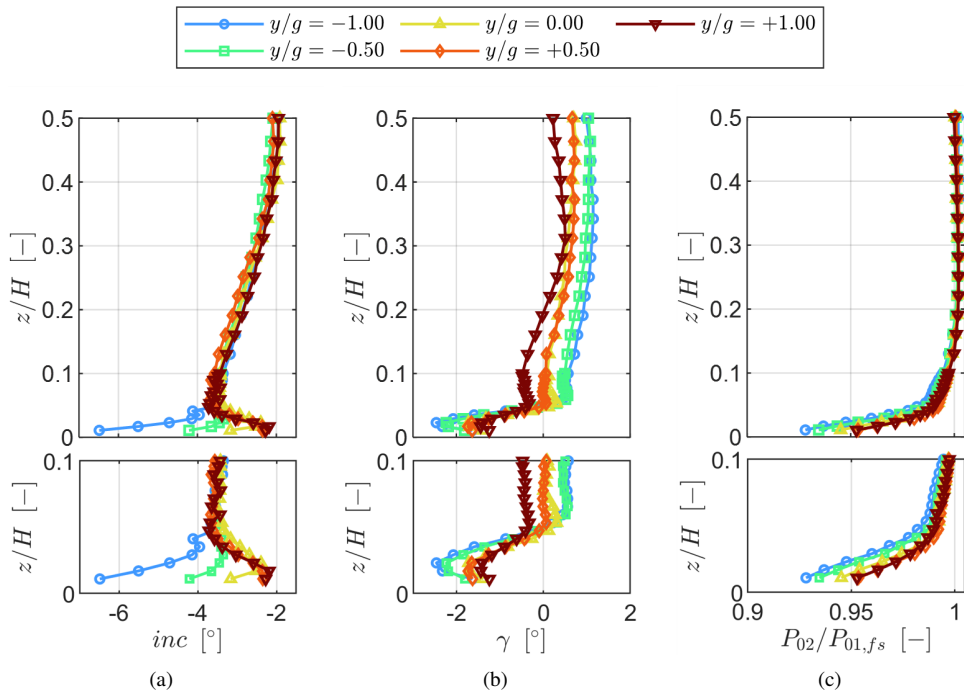 y/g = −1.00 y/g = 0.00 y/g = +1.00
y/g = −0.50 y/g = +0.50
0.5 0.5 0.5
0.4 0.4 0.4
0.3 0.3 0.3
z/H [−] z/H [−] z/H [−]
0.2 0.2 0.2
0.1 0.1 0.1
0 0 0
0.1 0.1 0.1
z/H [−] z/H [−] z/H [−]
0 0 0
-6 -4 -2 -2 0 2 0.9 0.95 1
inc [°] γ [°] P02/P01,fs [−]
(a) (b) (c)